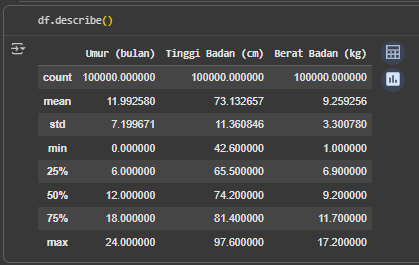 df.describe()
Umur (bulan) Tinggi Badan (cm) Berat Badan (kg)
count 100000.000000 100000.000000 100000.000000
mean 11.992580 73.132657 9.259256
std 7.199671 11.360846 3.300780
min 0.000000 42.600000 1.000000
25% 6.000000 65.500000 6.900000
50% 12.000000 74.200000 9.200000
75% 18.000000 81.400000 11.700000
max 24.000000 97.600000 17.200000